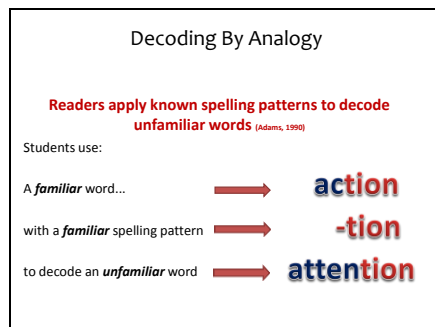 Decoding By Analogy
Readers apply known spelling patterns to decode
unfamiliar words (Adams, 1990)
Students use:
A familiar word... action
with a familiar spelling pattern -tion
to decode an unfamiliar word attention